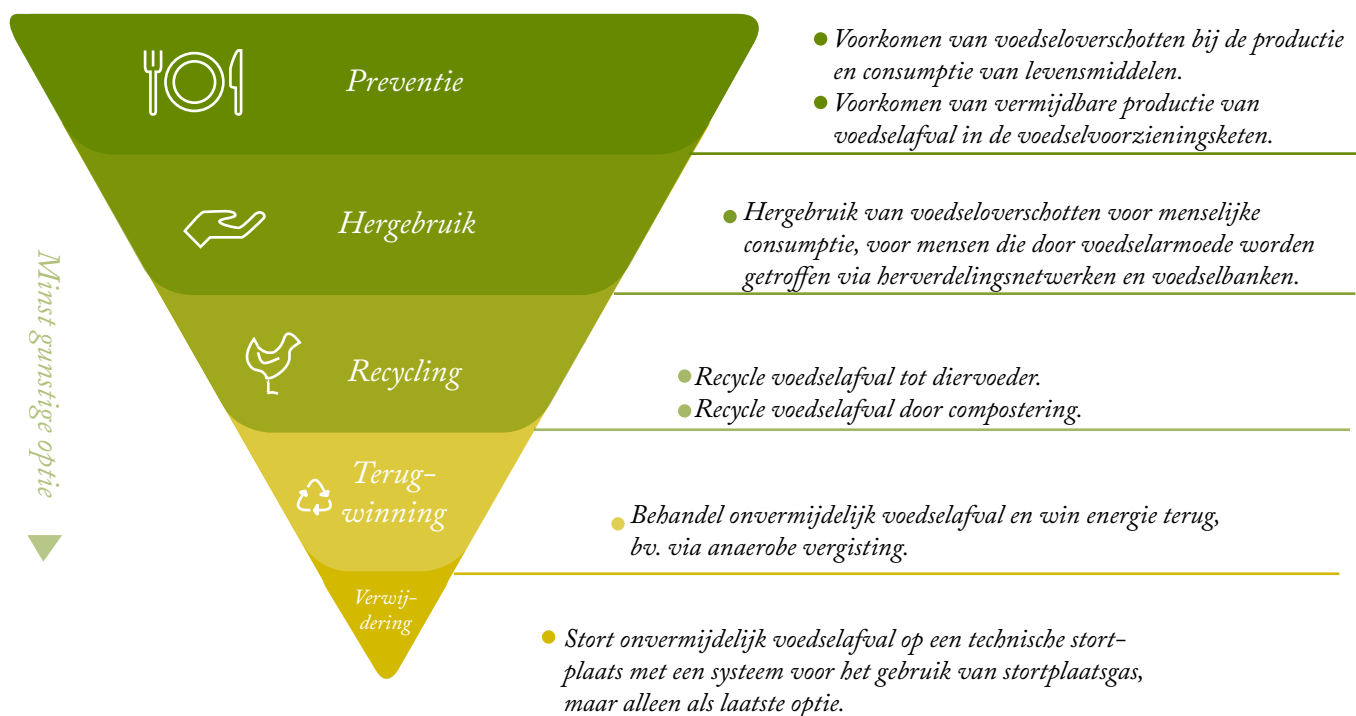 Preventie
Voorkomen van voedseloverschotten bij de productie
en consumptie van levensmiddelen.
Voorkomen van vermijdbare productie van
voedselafval in de voedselvoorzieningsketen.
Hergebruik
Hergebruik van voedseloverschotten voor menselijke
consumptie, voor mensen die door voedselarmoede worden
getroffen via herverdelingsnetwerken en voedselbanken.
Minst gunstige optie
Recycling
Recycle voedselafval tot diervoeder.
Recycle voedselafval door compostering.
Terug-
winning
Behandel onvermijdelijk voedselafval en win energie terug,
bv. via anaerobe vergisting.
Verwij-
dering
Stort onvermijdelijk voedselafval op een technische stort-
plaats met een systeem voor het gebruik van stortplaatsgas,
maar alleen als laatste optie.